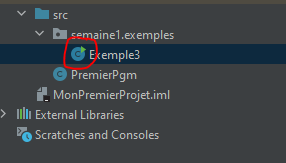 src
semaine1.exemples
Exemple3
PremierPgm
MonPremierProjet.iml
External Libraries
Scratches and Consoles